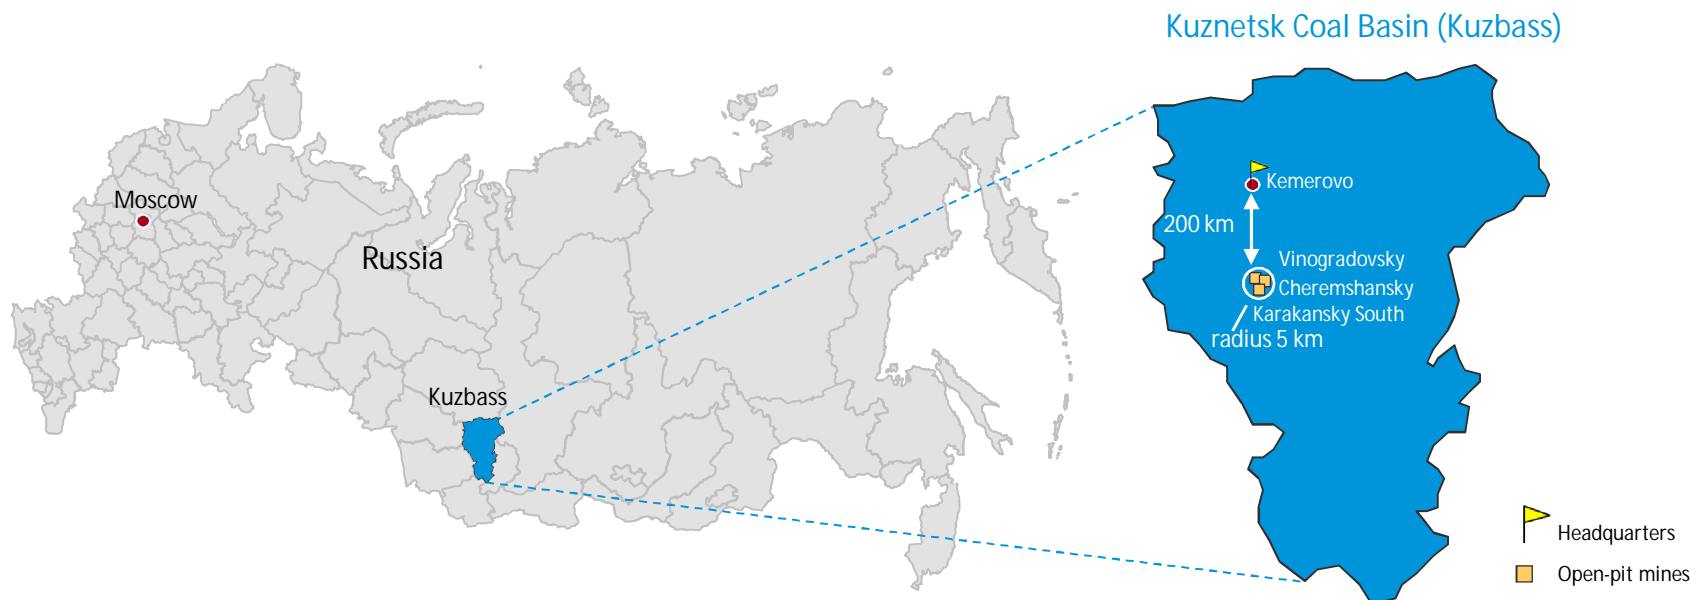 Kuznetsk Coal Basin (Kuzbass)
Moscow
Russia
Kuzbass
Kemerovo
200 km
Vinogradovsky
Cheremshansky
Karakansky South
radius 5 km
Headquarters
Open-pit mines